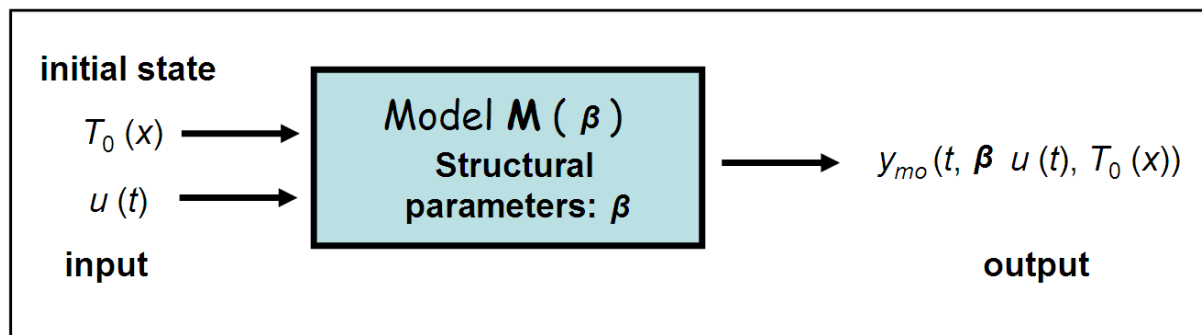 initial state
T₀ (x)
u (t)
input
Model M ( β )
Structural
parameters: β
yₘₒ (t, β u (t), T₀ (x))
output